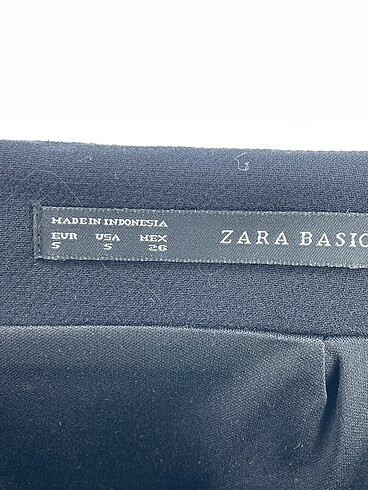 MADE IN INDONESIA
EUR USA MEX
S S 26
ZARA BASIC